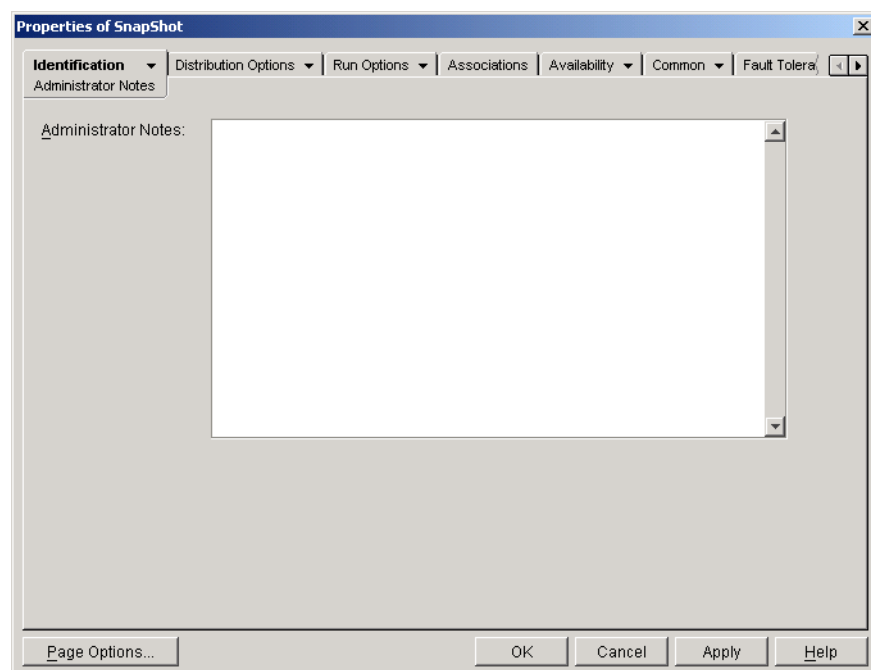 Properties of SnapShot
Identification Distribution Options Run Options Associations Availability Common Fault Tolera
Administrator Notes
Administrator Notes:
Page Options... OK Cancel Apply Help